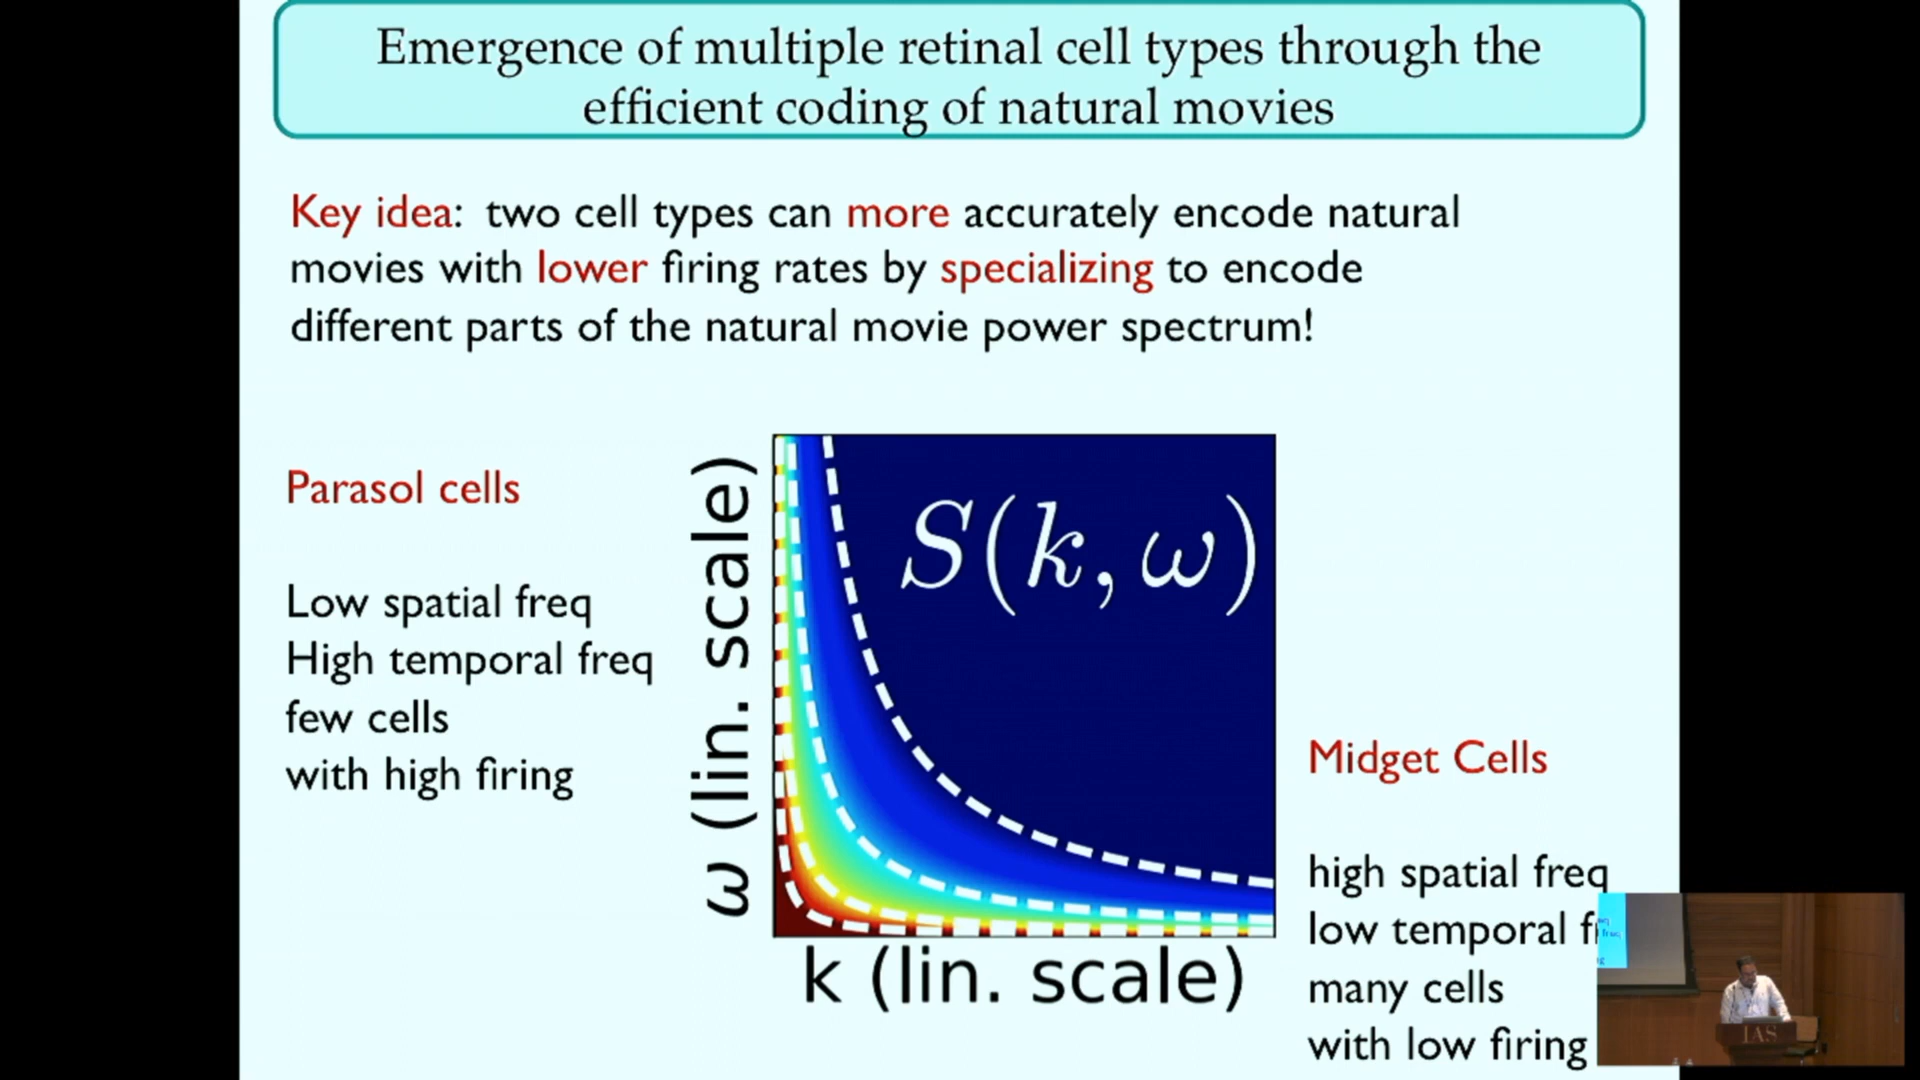 Emergence of multiple retinal cell types through the
efficient coding of natural movies
Key idea: two cell types can more accurately encode natural
movies with lower firing rates by specializing to encode
different parts of the natural movie power spectrum!
Parasol cells
Low spatial freq
High temporal freq
few cells
with high firing
ω (lin. scale)
S(k, ω)
k (lin. scale)
Midget Cells
high spatial freq
low temporal
many cells
with low firing
IAS